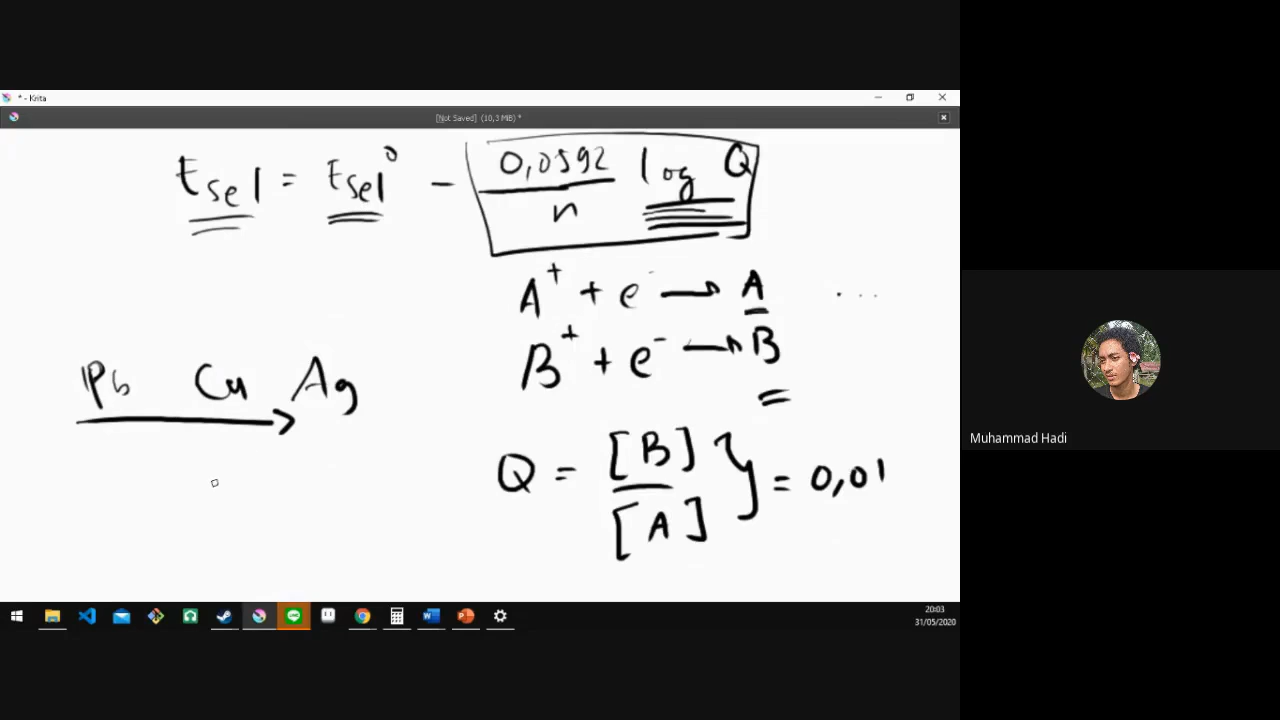 * - Krita
[Not Saved] (10,3 MiB) *
Esel = Esel⁰ - 0,0592/n log Q
A⁺ + e⁻ → A ...
B⁺ + e⁻ → B
Pb Cu Ag
Q = [B]/[A] } = 0,01
Muhammad Hadi
20:03
31/05/2020